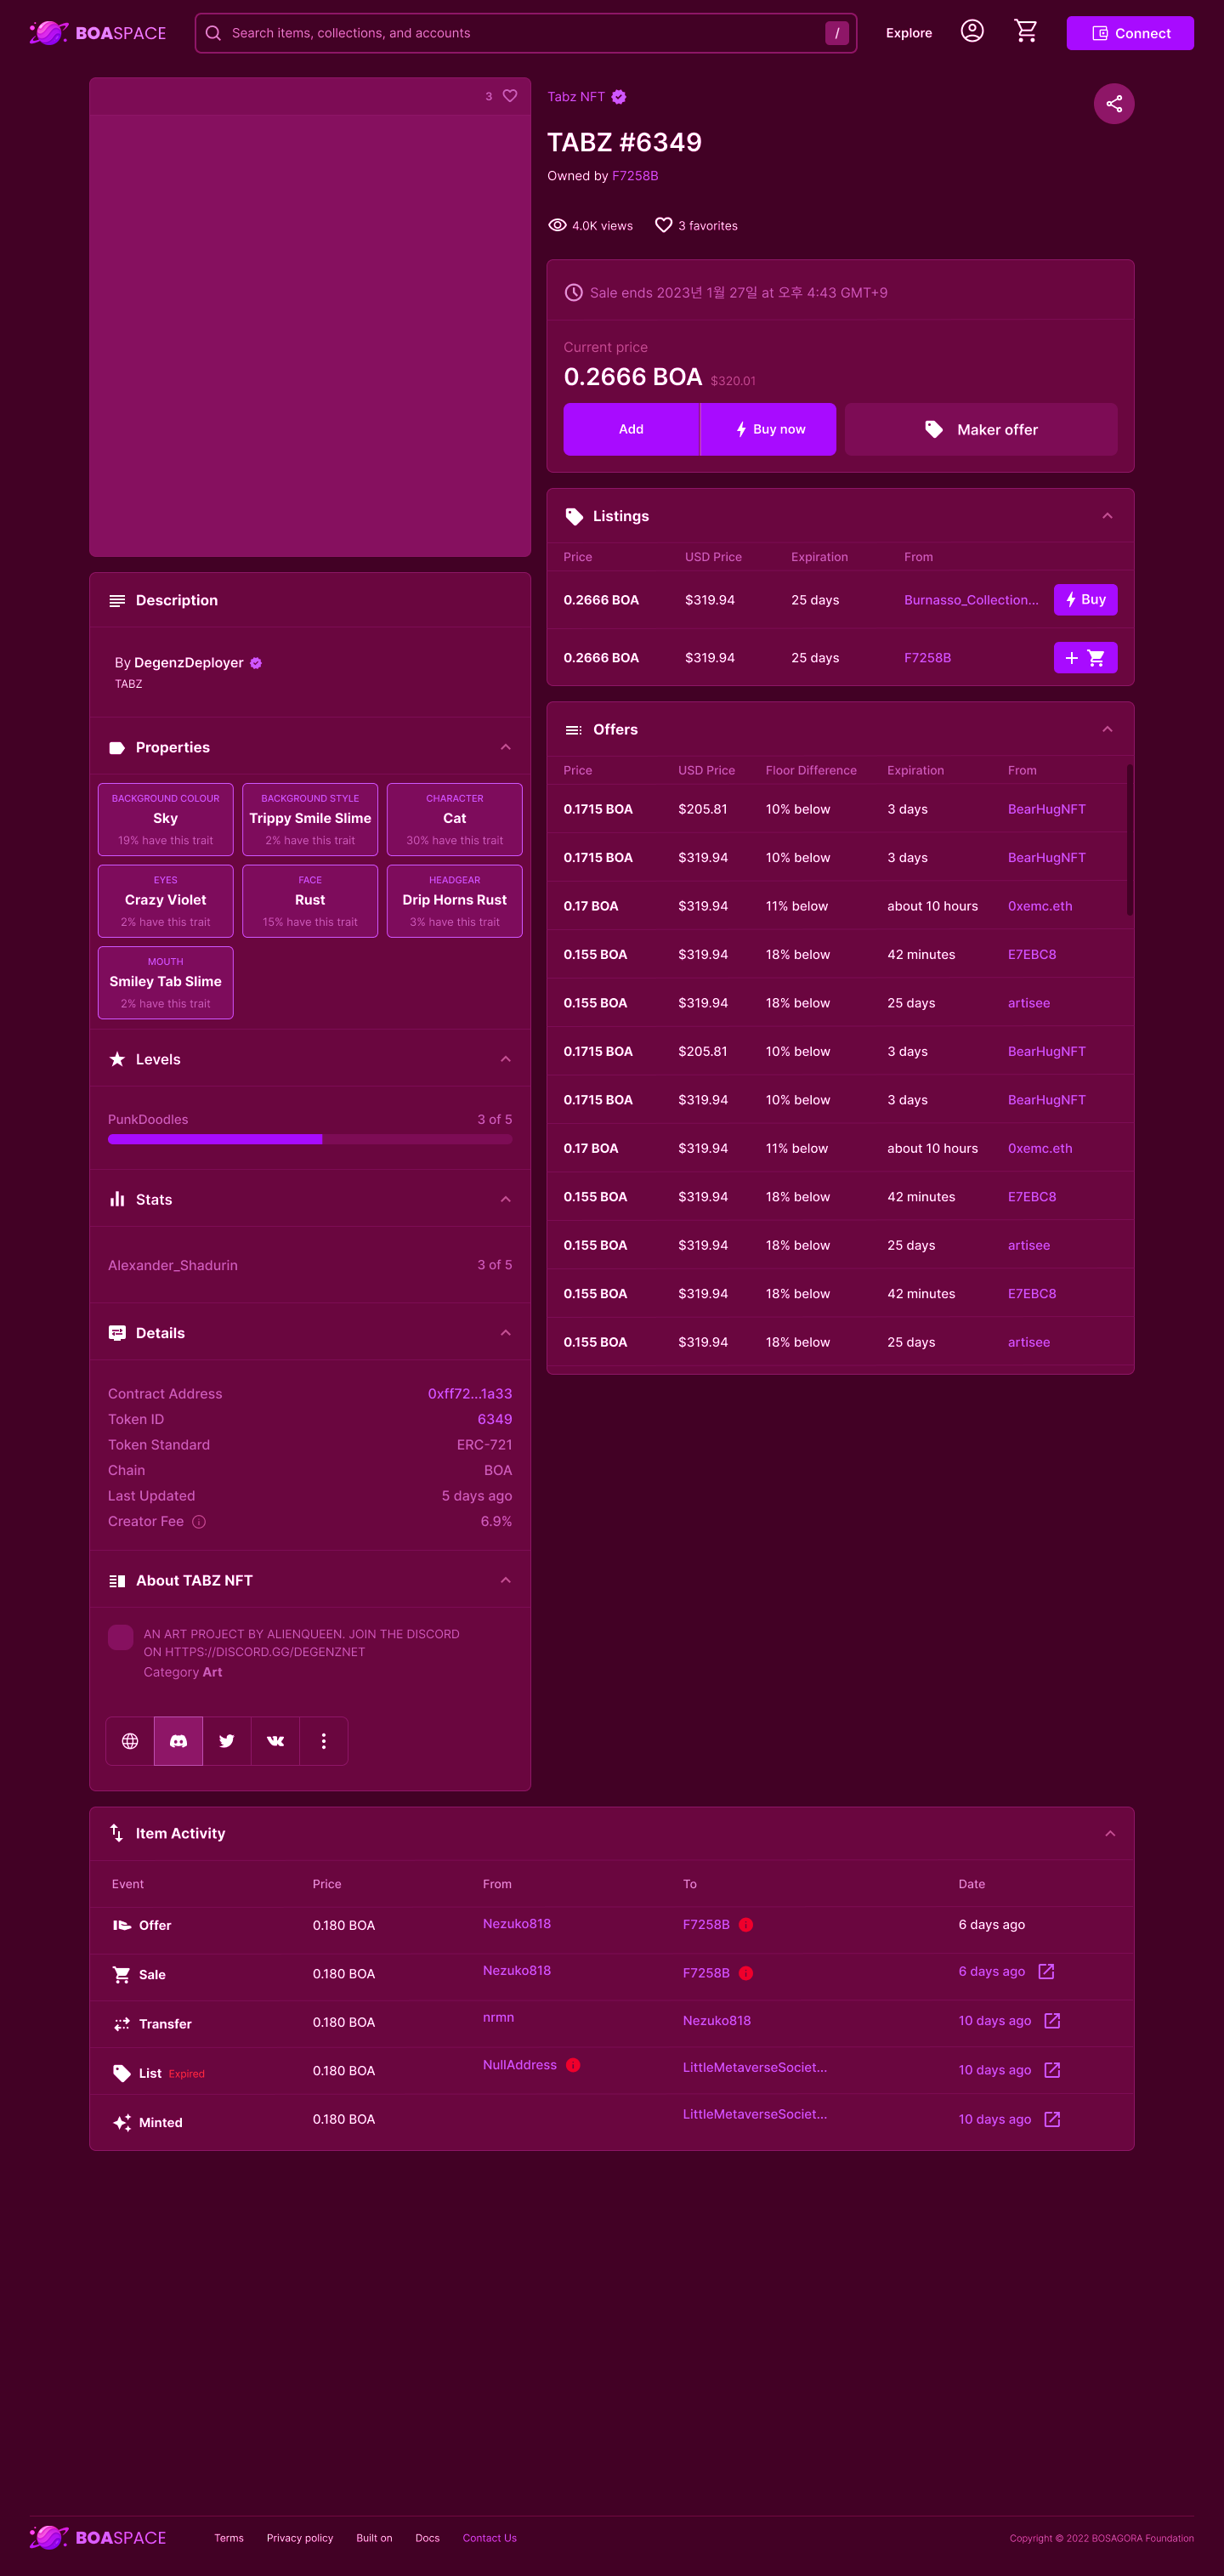 BOASPACE
Search items, collections, and accounts
/
Explore
Connect
3
Tabz NFT
TABZ #6349
Owned by F7258B
4.0K views
3 favorites
Sale ends 2023년 1월 27일 at 오후 4:43 GMT+9
Current price
0.2666 BOA $320.01
Add
Buy now
Maker offer
Listings
Price USD Price Expiration From
0.2666 BOA $319.94 25 days Burnasso_Collection... Buy
0.2666 BOA $319.94 25 days F7258B
Offers
Price USD Price Floor Difference Expiration From
0.1715 BOA $205.81 10% below 3 days BearHugNFT
0.1715 BOA $319.94 10% below 3 days BearHugNFT
0.17 BOA $319.94 11% below about 10 hours 0xemc.eth
0.155 BOA $319.94 18% below 42 minutes E7EBC8
0.155 BOA $319.94 18% below 25 days artisee
0.1715 BOA $205.81 10% below 3 days BearHugNFT
0.1715 BOA $319.94 10% below 3 days BearHugNFT
0.17 BOA $319.94 11% below about 10 hours 0xemc.eth
0.155 BOA $319.94 18% below 42 minutes E7EBC8
0.155 BOA $319.94 18% below 25 days artisee
0.155 BOA $319.94 18% below 42 minutes E7EBC8
0.155 BOA $319.94 18% below 25 days artisee
Description
By DegenzDeployer
TABZ
Properties
BACKGROUND COLOUR
Sky
19% have this trait
BACKGROUND STYLE
Trippy Smile Slime
2% have this trait
CHARACTER
Cat
30% have this trait
EYES
Crazy Violet
2% have this trait
FACE
Rust
15% have this trait
HEADGEAR
Drip Horns Rust
3% have this trait
MOUTH
Smiley Tab Slime
2% have this trait
Levels
PunkDoodles 3 of 5
Stats
Alexander_Shadurin 3 of 5
Details
Contract Address 0xff72...1a33
Token ID 6349
Token Standard ERC-721
Chain BOA
Last Updated 5 days ago
Creator Fee 6.9%
About TABZ NFT
AN ART PROJECT BY ALIENQUEEN. JOIN THE DISCORD
ON HTTPS://DISCORD.GG/DEGENZNET
Category Art
Item Activity
Event Price From To Date
Offer 0.180 BOA Nezuko818 F7258B 6 days ago
Sale 0.180 BOA Nezuko818 F7258B 6 days ago
Transfer 0.180 BOA nrmn Nezuko818 10 days ago
List Expired 0.180 BOA NullAddress LittleMetaverseSociet... 10 days ago
Minted 0.180 BOA LittleMetaverseSociet... 10 days ago
BOASPACE
Terms Privacy policy Built on Docs Contact Us
Copyright © 2022 BOSAGORA Foundation